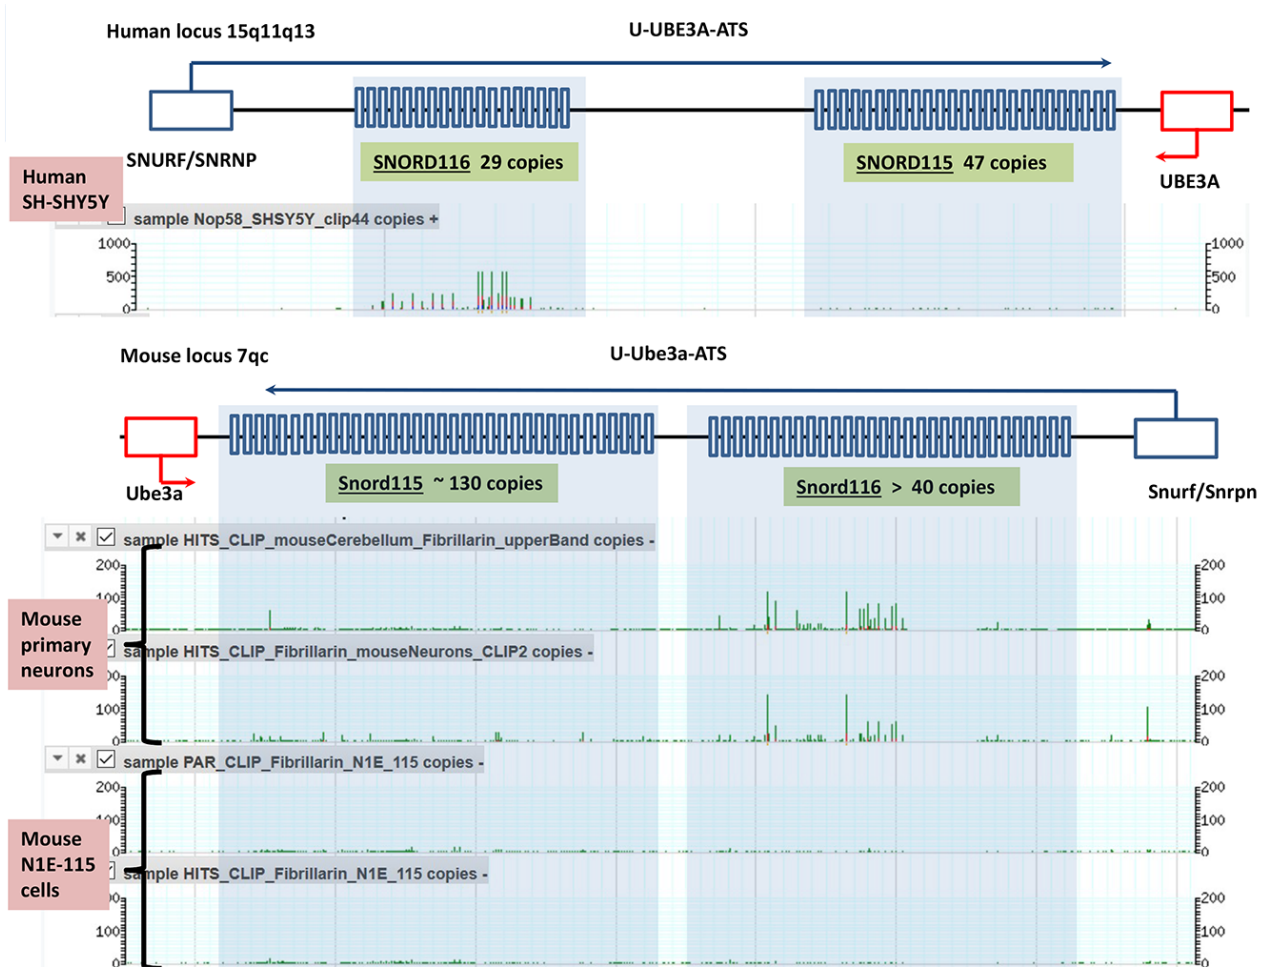 Human locus 15q11q13
U-UBE3A-ATS
SNURF/SNRNP
SNORD116 29 copies
SNORD115 47 copies
UBE3A
Human
SH-SHY5Y
sample Nop58_SHSY5Y_clip44 copies +
1000
500
0
1000
500
0
Mouse locus 7qc
U-Ube3a-ATS
Ube3a
Snord115 ~ 130 copies
Snord116 > 40 copies
Snurf/Snrpn
sample HITS_CLIP_mouseCerebellum_Fibrillarin_upperBand copies -
200
100
0
200
100
0
Mouse
primary
neurons
sample HITS_CLIP_Fibrillarin_mouseNeurons_CLIP2 copies -
00
100
0
200
100
0
sample PAR_CLIP_Fibrillarin_N1E_115 copies -
200
100
0
200
100
0
Mouse
N1E-115
cells
sample HITS_CLIP_Fibrillarin_N1E_115 copies -
00
100
0
200
100
0